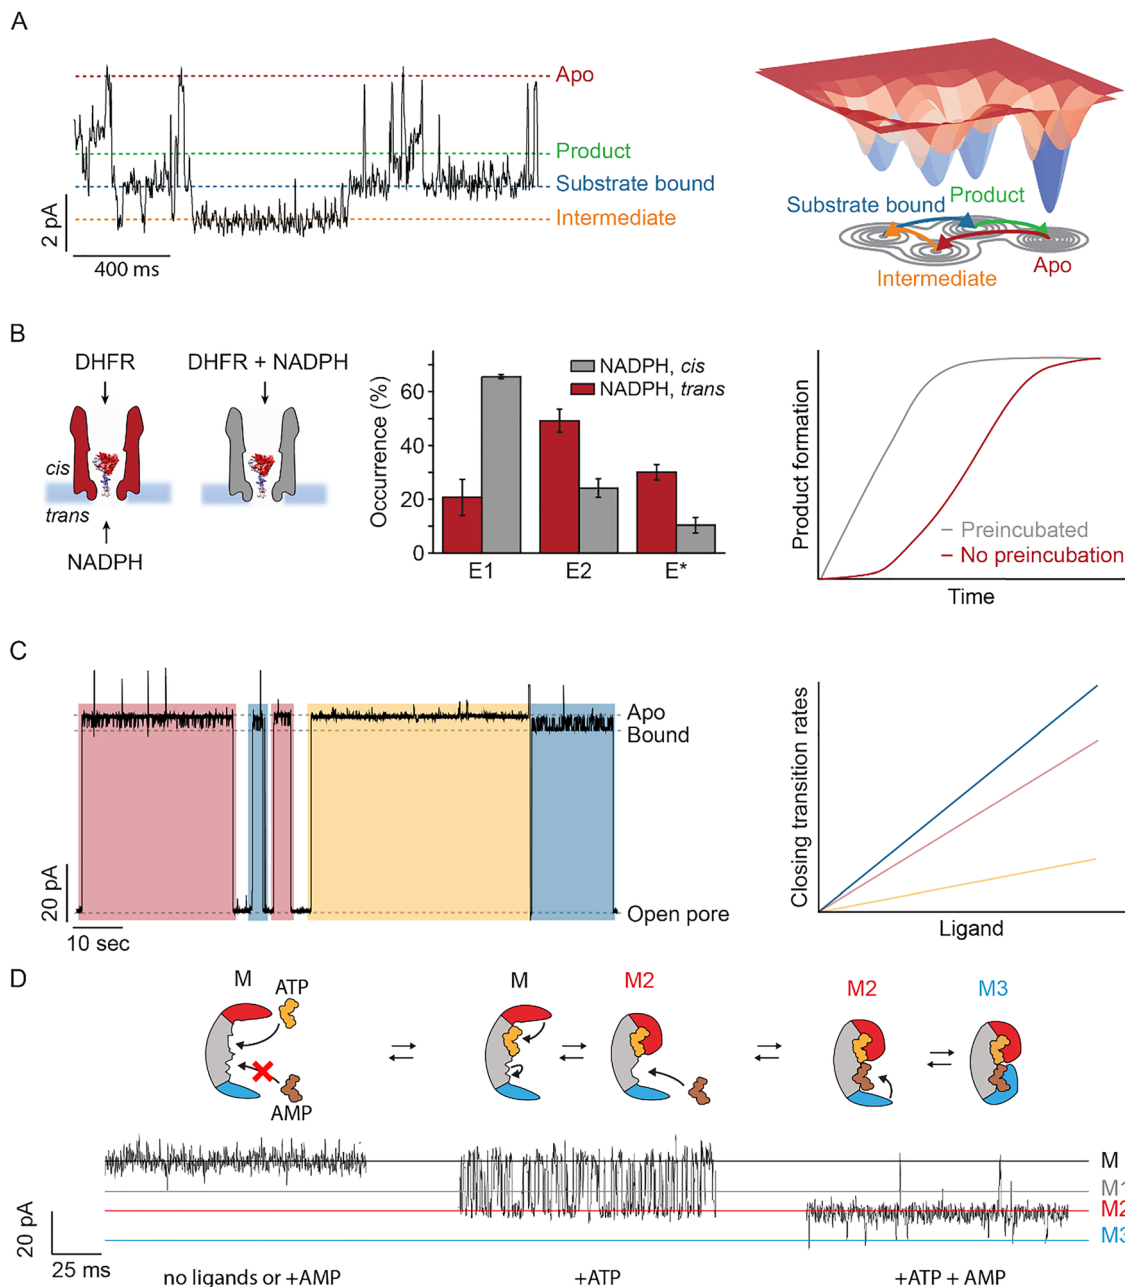 A
Apo
Product
Substrate bound
Intermediate
2 pA
400 ms
Substrate bound
Product
Intermediate
Apo
B
DHFR
DHFR + NADPH
cis
trans
NADPH
Occurrence (%)
60
40
20
0
E1
E2
E*
NADPH, cis
NADPH, trans
Product formation
Preincubated
No preincubation
Time
C
Apo
Bound
Open pore
20 pA
10 sec
Closing transition rates
Ligand
D
M
ATP
AMP
M
M2
M2
M3
M
M1
M2
M3
20 pA
25 ms
no ligands or +AMP
+ATP
+ATP + AMP